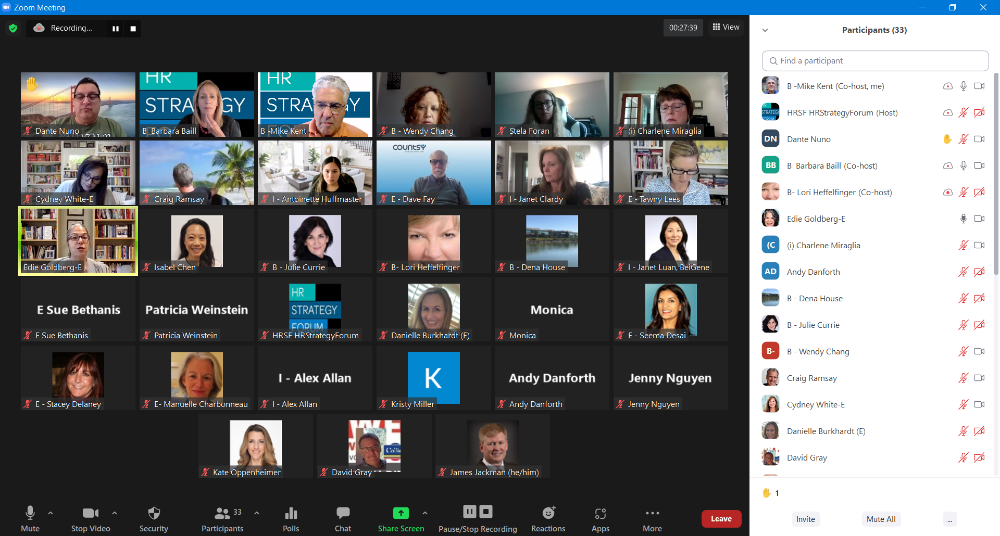 Zoom Meeting
Recording...
00:27:39
View
Participants (33)
Find a participant
HR
STRA GY
FO
Dante Nuno
B Barbara Baill
HR
STRA Y
B -Mike Kent
B - Wendy Chang
Stela Foran
(i) Charlene Miraglia
Cydney White-E
Craig Ramsay
I - Antoinette Huffmaster
COUNTSY
E - Dave Fay
I - Janet Clardy
E - Tawny Lees
Edie Goldberg-E
Isabel Chen
B - Julie Currie
B- Lori Heffelfinger
B - Dena House
I - Janet Luan, BeiGene
E Sue Bethanis
E Sue Bethanis
Patricia Weinstein
Patricia Weinstein
HR
STRATEGY
FORUM
HRSF HRStrategyForum
Danielle Burkhardt (E)
Monica
Monica
E - Seema Desai
E - Stacey Delaney
E- Manuelle Charbonneau
I - Alex Allan
I - Alex Allan
K
Kristy Miller
Andy Danforth
Andy Danforth
Jenny Nguyen
Jenny Nguyen
Kate Oppenheimer
David Gray
James Jackman (he/him)
B -Mike Kent (Co-host, me)
HRSF HRStrategyForum (Host)
DN
Dante Nuno
BB
B Barbara Baill (Co-host)
B- Lori Heffelfinger (Co-host)
Edie Goldberg-E
(C
(i) Charlene Miraglia
AD
Andy Danforth
B - Dena House
B - Julie Currie
B-
B - Wendy Chang
Craig Ramsay
Cydney White-E
Danielle Burkhardt (E)
David Gray
1
Invite
Mute All
...
Mute
Stop Video
Security
33
Participants
Polls
Chat
Share Screen
Pause/Stop Recording
Reactions
Apps
More
Leave